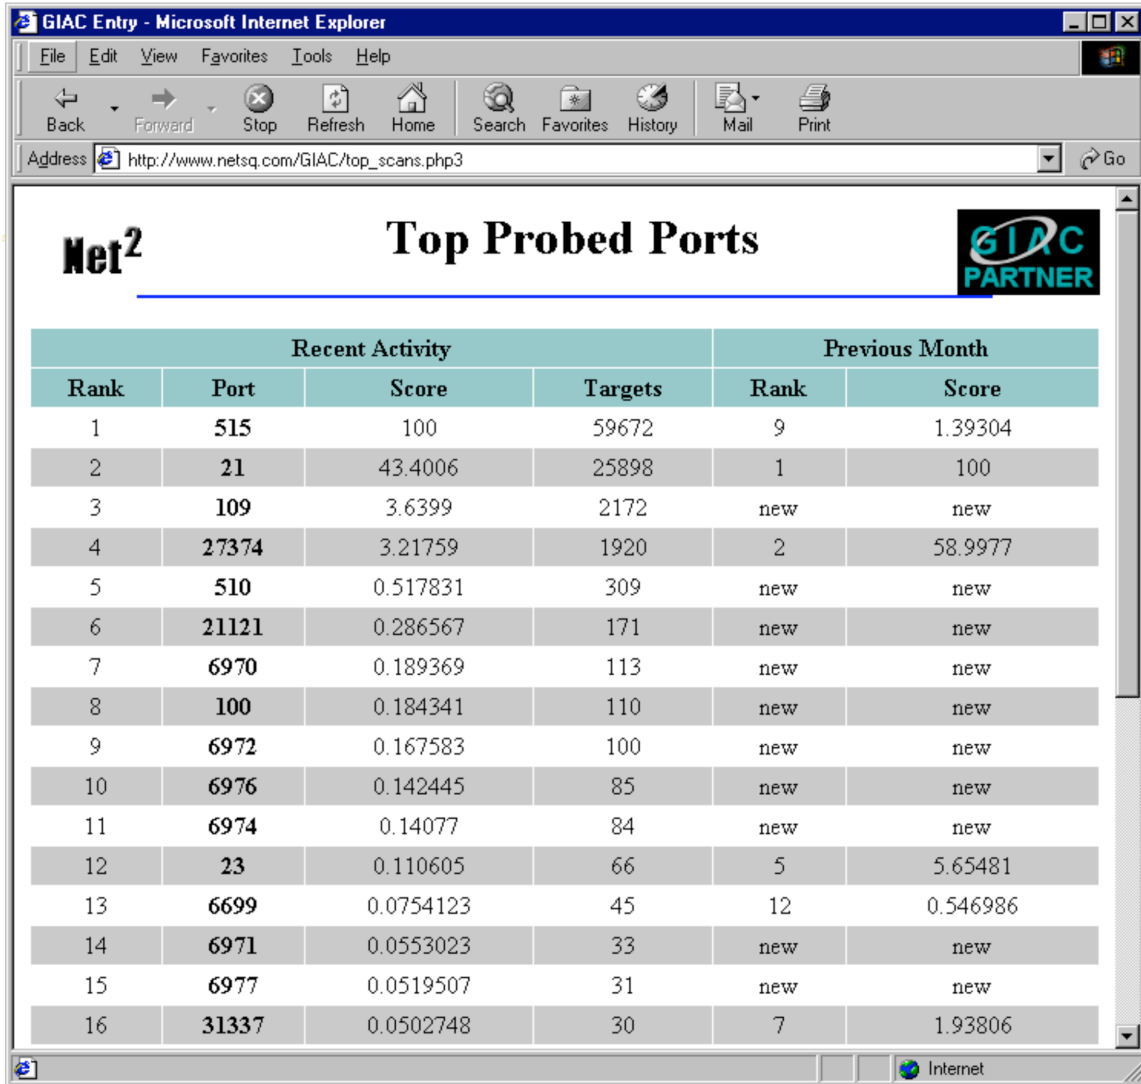 GIAC Entry - Microsoft Internet Explorer
File Edit View Favorites Tools Help
Back Forward Stop Refresh Home Search Favorites History Mail Print
Address http://www.netsq.com/GIAC/top_scans.php3 Go
Net2 Top Probed Ports GIAC
PARTNER
Recent Activity Previous Month
Rank Port Score Targets Rank Score
1 515 100 59672 9 1.39304
2 21 43.4006 25898 1 100
3 109 3.6399 2172 new new
4 27374 3.21759 1920 2 58.9977
5 510 0.517831 309 new new
6 21121 0.286567 171 new new
7 6970 0.189369 113 new new
8 100 0.184341 110 new new
9 6972 0.167583 100 new new
10 6976 0.142445 85 new new
11 6974 0.14077 84 new new
12 23 0.110605 66 5 5.65481
13 6699 0.0754123 45 12 0.546986
14 6971 0.0553023 33 new new
15 6977 0.0519507 31 new new
16 31337 0.0502748 30 7 1.93806
Internet